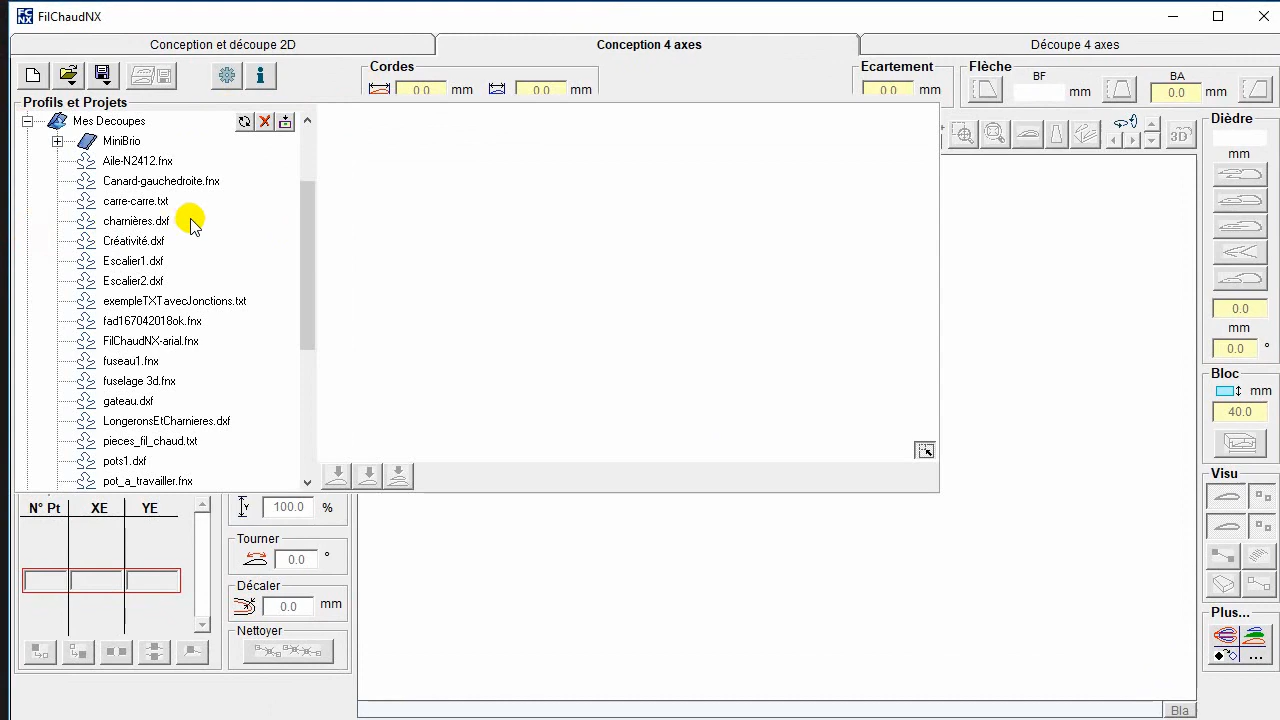 FilChaudNX
Conception et découpe 2D
Conception 4 axes
Découpe 4 axes
Cordes
0.0 mm
0.0 mm
Ecartement
0.0 mm
Flèche
BF
mm
BA
0.0 mm
Profils et Projets
Mes Decoupes
MiniBrio
Aile-N2412.fnx
Canard-gauchedroite.fnx
carre-carre.txt
charnières.dxf
Créativité.dxf
Escalier1.dxf
Escalier2.dxf
exempleTXTavecJonctions.txt
fad167042018ok.fnx
FilChaudNX-arial.fnx
fuseau1.fnx
fuselage 3d.fnx
gateau.dxf
LongeronsEtCharnieres.dxf
pieces_fil_chaud.txt
pots1.dxf
pot_a_travailler.fnx
3D
Dièdre
mm
0.0
mm
0.0 °
Bloc
mm
40.0
Visu
Plus...
...
N° Pt XE YE
Y 100.0 %
Tourner
0.0 °
Décaler
0.0 mm
Nettoyer
Bla